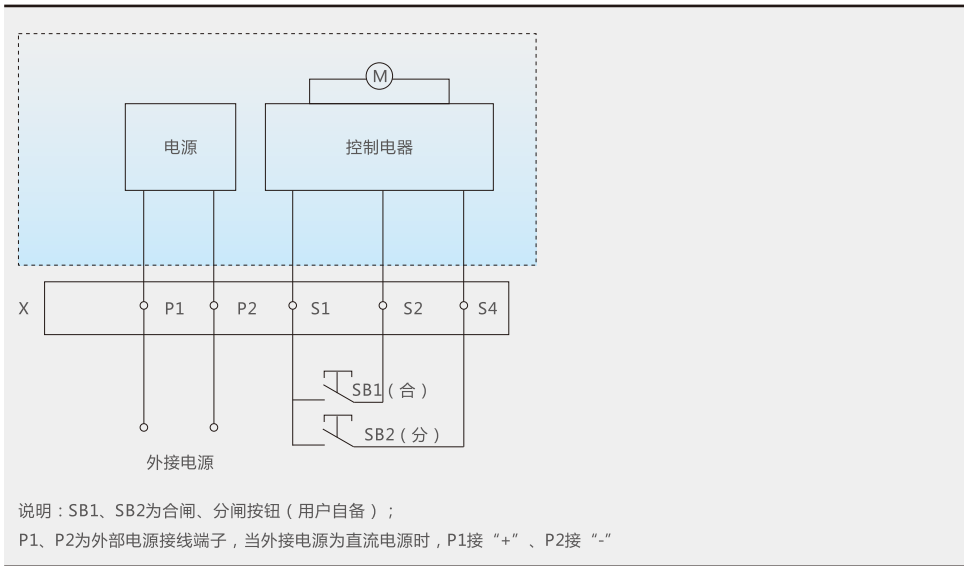 M
电源
控制电器
X P1 P2 S1 S2 S4
SB1（合）
SB2（分）
外接电源
说明：SB1、SB2为合闸、分闸按钮（用户自备）；
P1、P2为外部电源接线端子，当外接电源为直流电源时，P1接“+”、P2接“-”